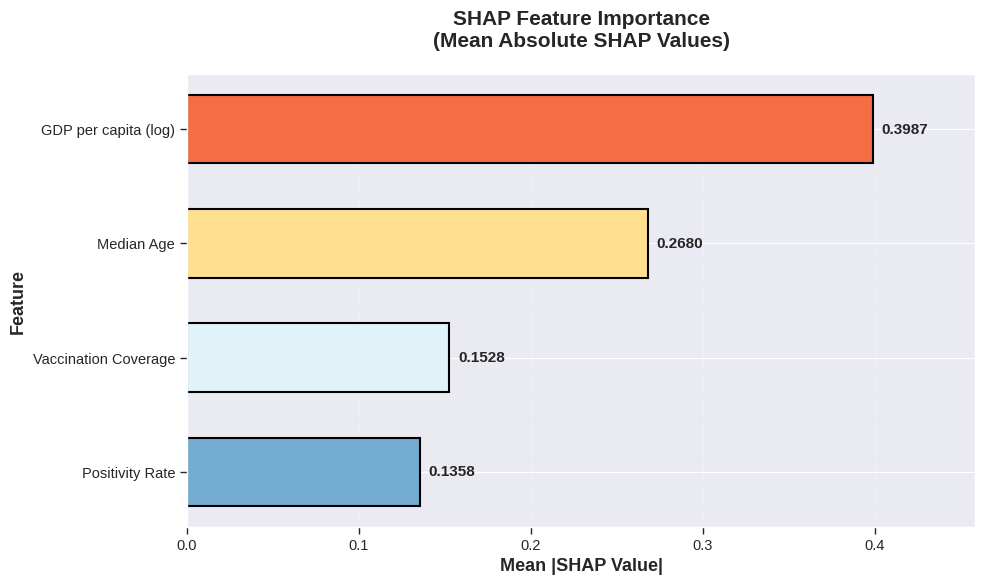 SHAP Feature Importance
(Mean Absolute SHAP Values)
GDP per capita (log)
0.3987
Median Age
0.2680
Feature
Vaccination Coverage
0.1528
Positivity Rate
0.1358
0.0 0.1 0.2 0.3 0.4
Mean |SHAP Value|